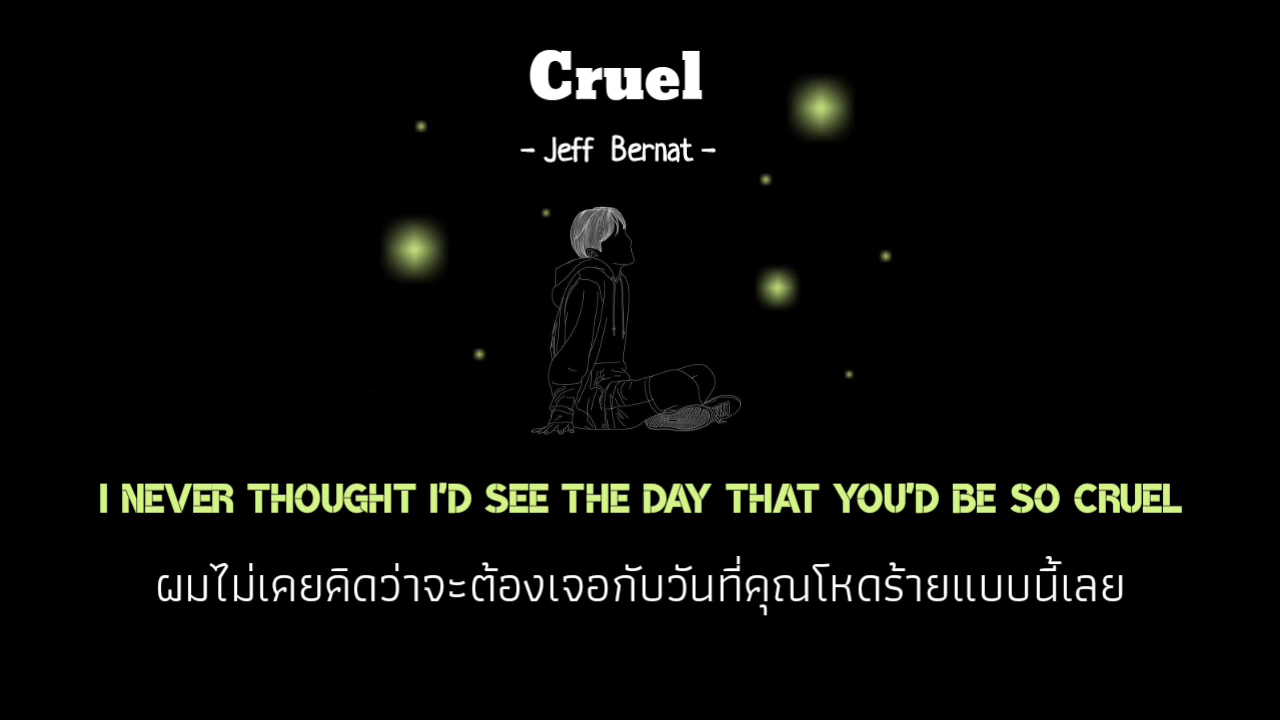 Cruel
- Jeff Bernat -
I NEVER THOUGHT I'D SEE THE DAY THAT YOU'D BE SO CRUEL
ผมไม่เคยคิดว่าจะต้องเจอกับวันที่คุณโหดร้ายแบบนี้เลย